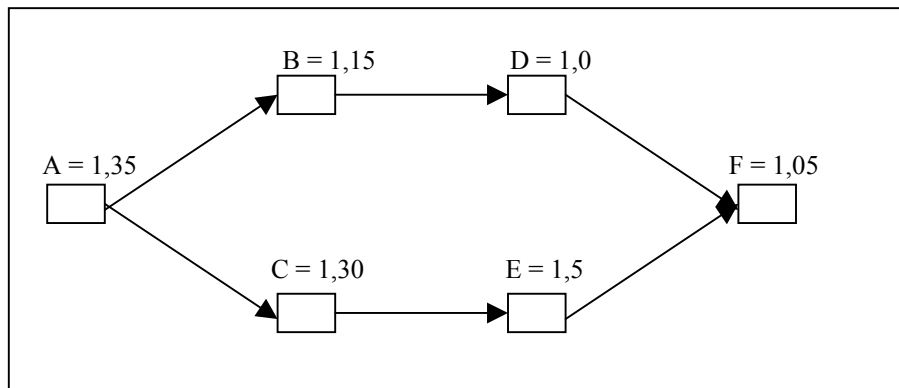 B = 1,15
D = 1,0
A = 1,35
F = 1,05
C = 1,30
E = 1,5